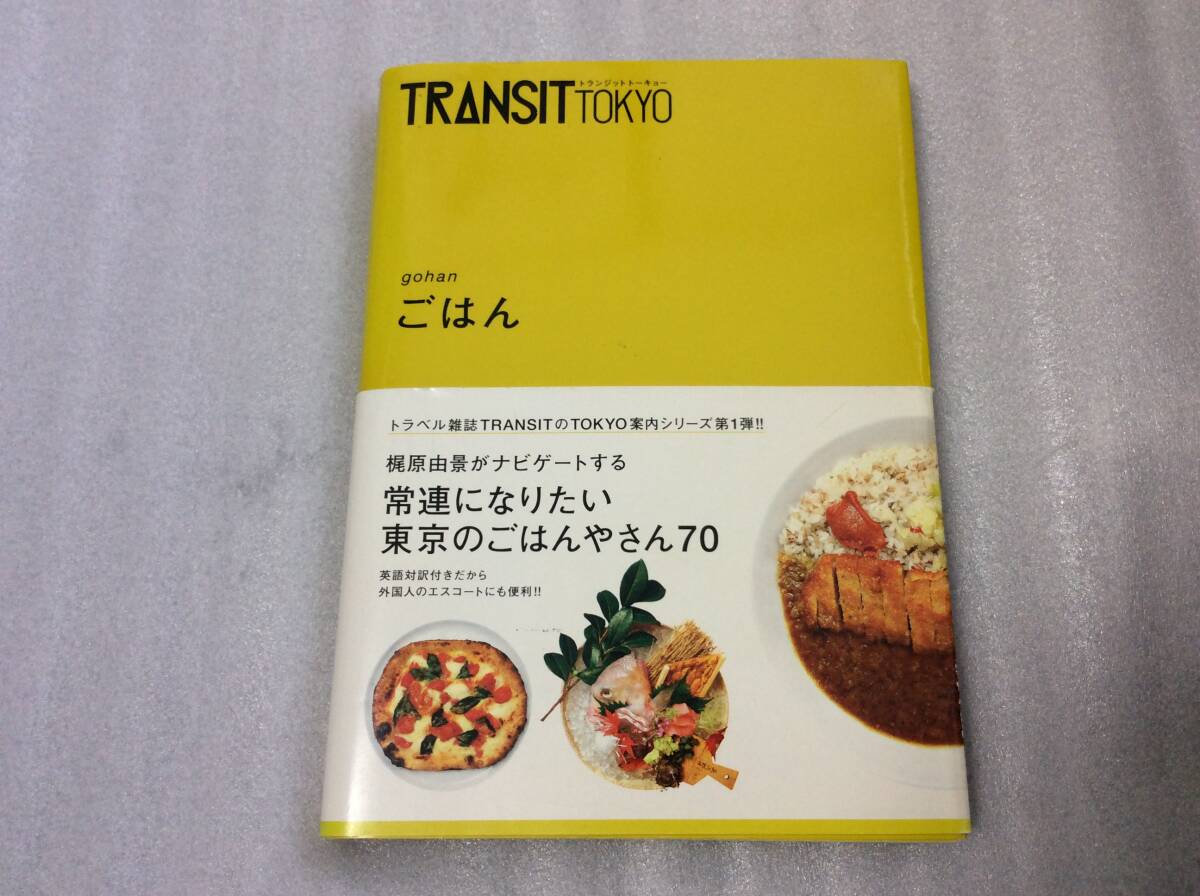 トランジットトーキョー
TRANSIT TOKYO
gohan
ごはん
トラベル雑誌TRANSITのTOKYO案内シリーズ第1弾!!
梶原由景がナビゲートする
常連になりたい
東京のごはんやさん70
英語対訳付きだから
外国人のエスコートにも便利!!